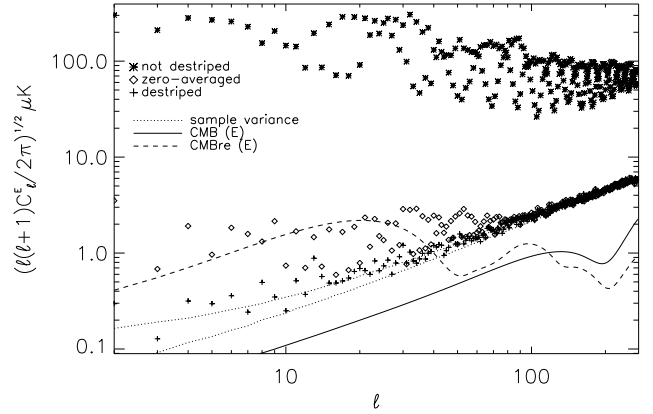 100.0
10.0
1.0
0.1
(ℓ(ℓ+1)C^E_ℓ/2π)^1/2 μK
not destriped
zero-averaged
destriped
sample variance
CMB (E)
CMBre (E)
10
100
ℓ